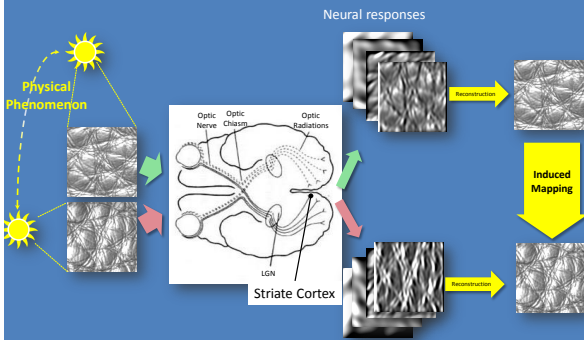 Neural responses
Physical
Phenomenon
Optic
Nerve
Optic
Chiasm
Optic
Radiations
LGN
Striate Cortex
Reconstruction
Induced
Mapping
Reconstruction